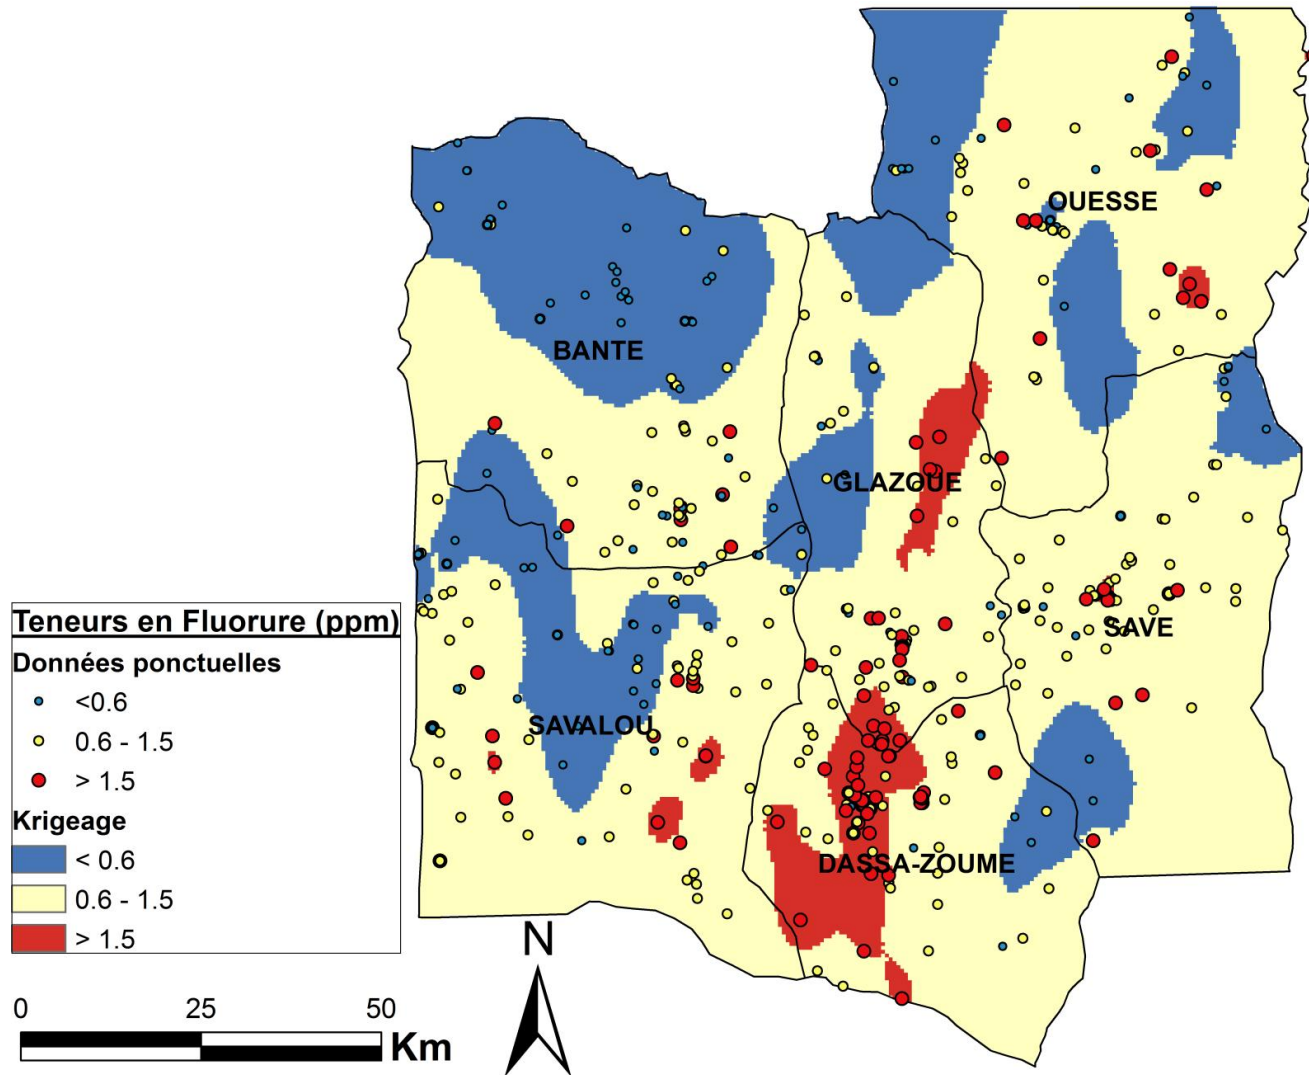 OUESSE
BANTE
GLAZOUE
SAVE
SAVALOU
DASSA-ZOUME
Teneurs en Fluorure (ppm)
Données ponctuelles
<0.6
0.6 - 1.5
> 1.5
Krigeage
< 0.6
0.6 - 1.5
> 1.5
N
0 25 50
Km